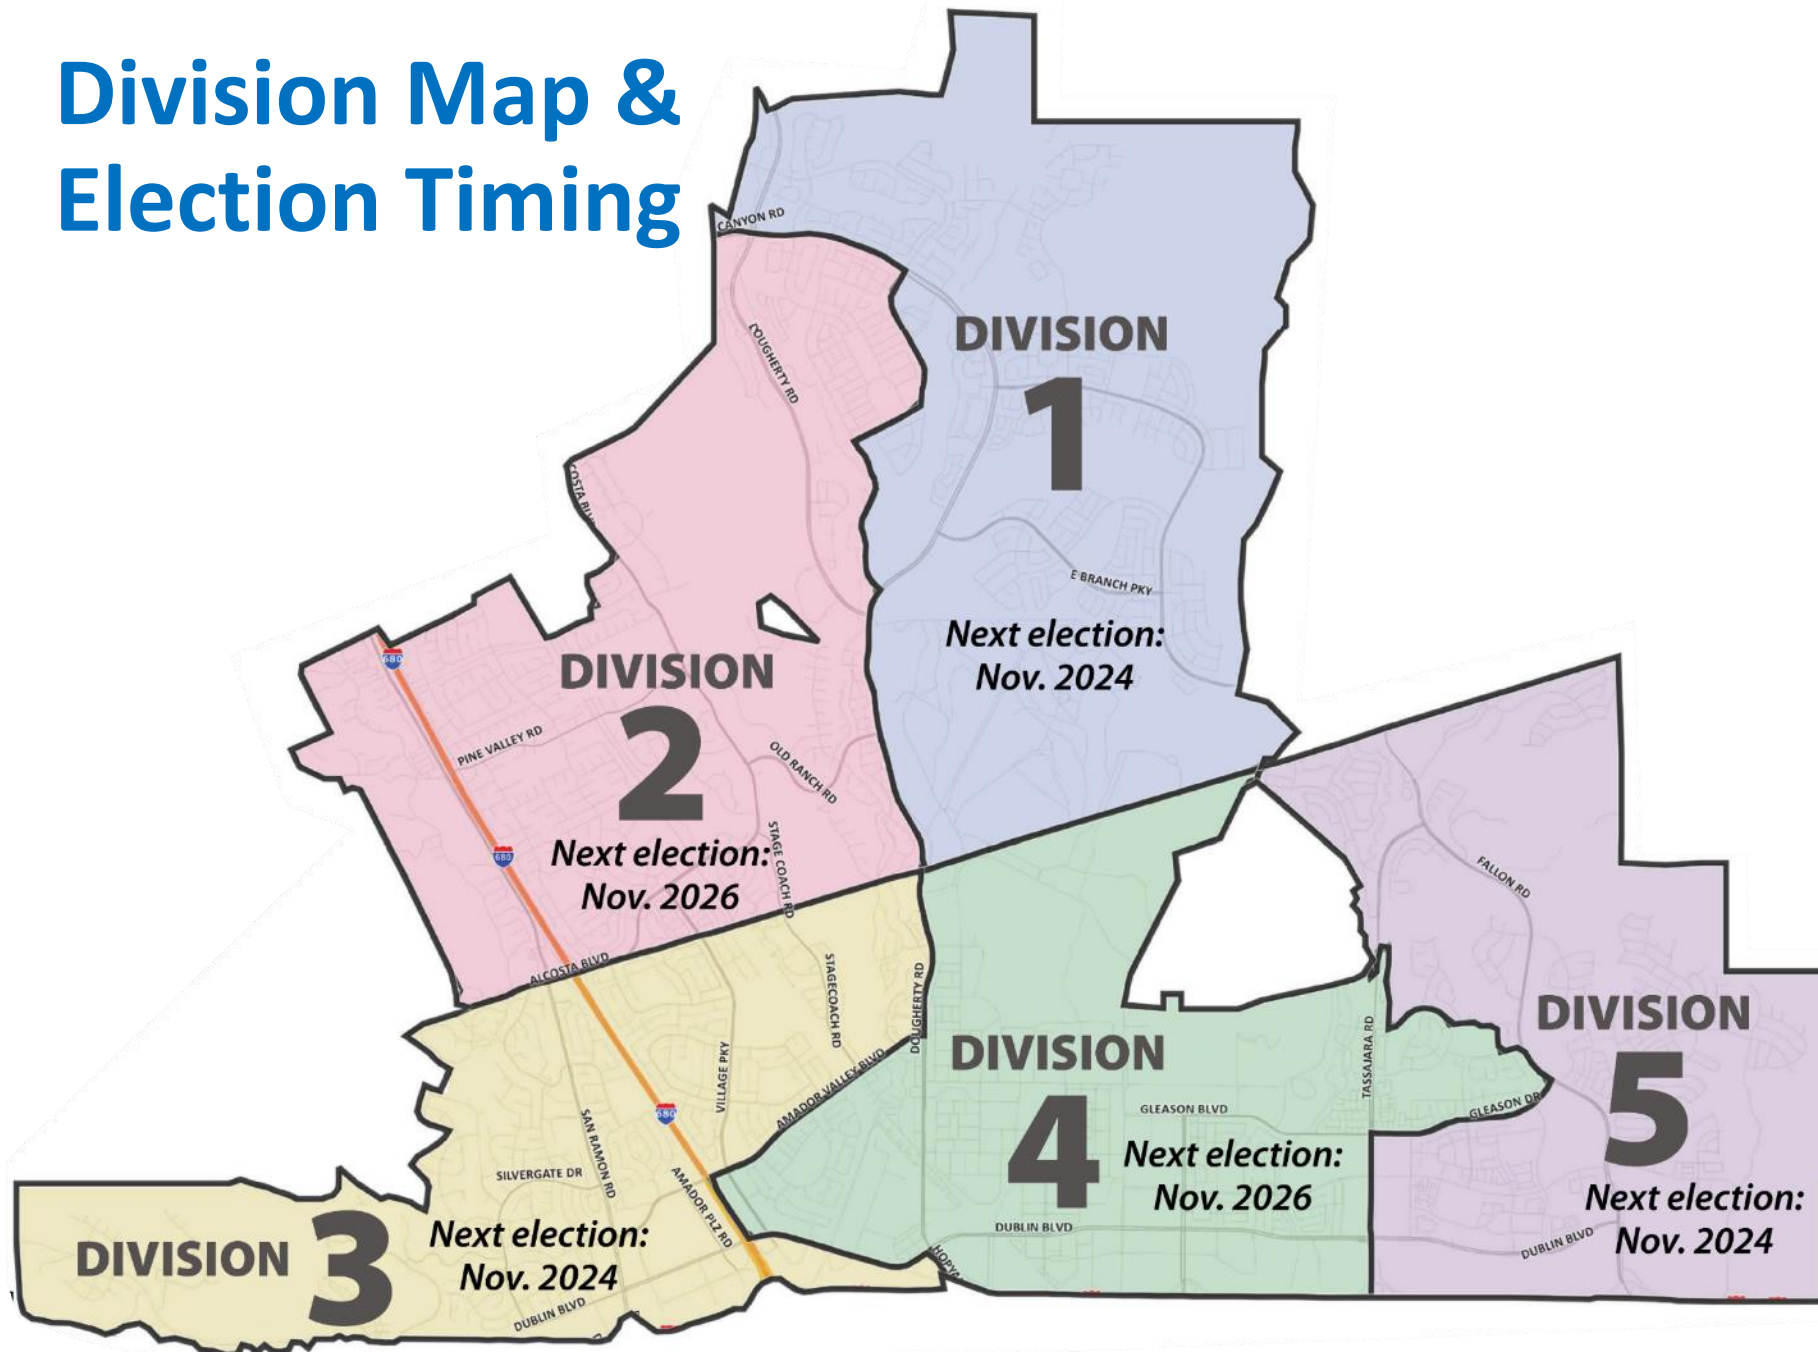 Division Map &
Election Timing
CANYON RD
DOUGHERTY RD
DIVISION
1
E BRANCH PKY
Next election:
Nov. 2024
COSTA BLV
680
DIVISION
2
PINE VALLEY RD
OLD RANCH RD
680
STAGE COACH RD
Next election:
Nov. 2026
ALCOSTA BLVD
FALLON RD
STAGECOACH RD
DOUGHERTY RD
DIVISION
5
Next election:
Nov. 2024
TASSAJARA RD
DIVISION
4
GLEASON BLVD
GLEASON DR
Next election:
Nov. 2026
VILLAGE PKY
AMADOR VALLEY BLVD
680
SAN RAMON RD
SILVERGATE DR
AMADOR PLZ RD
DIVISION 3
Next election:
Nov. 2024
DUBLIN BLVD
DUBLIN BLVD
DUBLIN BLVD
HOPYA